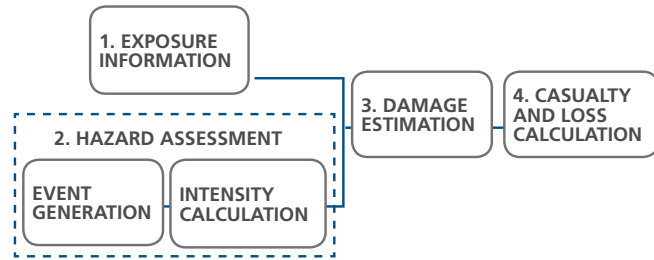 1. EXPOSURE
INFORMATION
2. HAZARD ASSESSMENT
EVENT
GENERATION
INTENSITY
CALCULATION
3. DAMAGE
ESTIMATION
4. CASUALTY
AND LOSS
CALCULATION